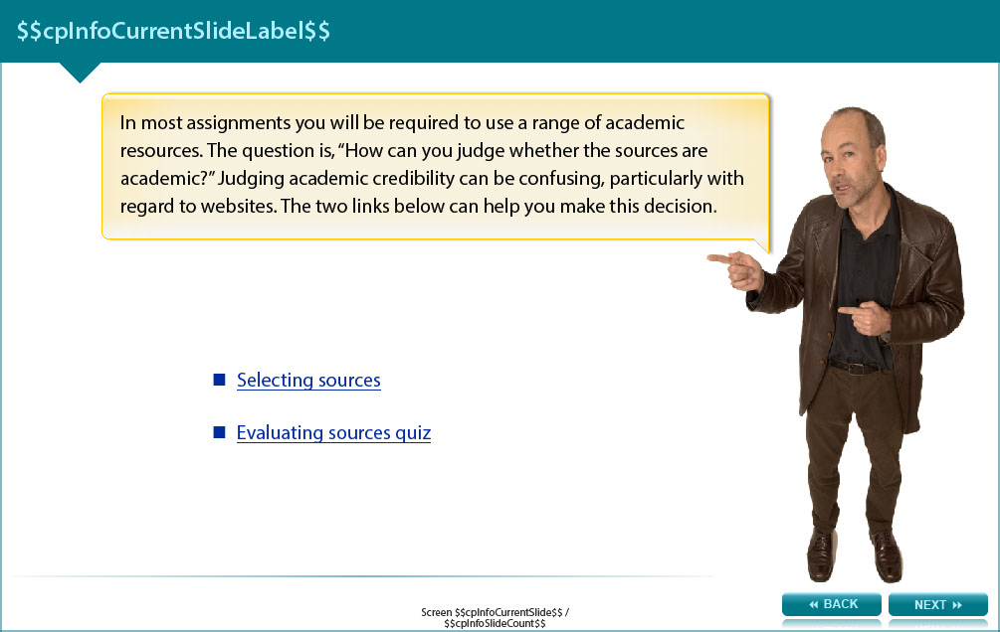 $$cpInfoCurrentSlideLabel$$
In most assignments you will be required to use a range of academic
resources. The question is, “How can you judge whether the sources are
academic?” Judging academic credibility can be confusing, particularly with
regard to websites. The two links below can help you make this decision.
Selecting sources
Evaluating sources quiz
Screen $$cpInfoCurrentSlide$$ /
$$cpInfoSlideCount$$
BACK
NEXT